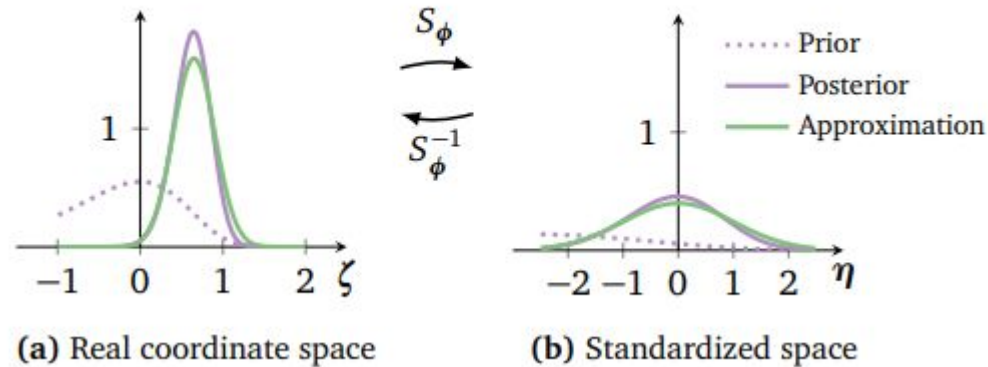 S_ϕ
S_ϕ^{-1}
1
−1 0 1 2 ζ
(a) Real coordinate space
Prior
Posterior
Approximation
1
−2 −1 0 1 2 η
(b) Standardized space